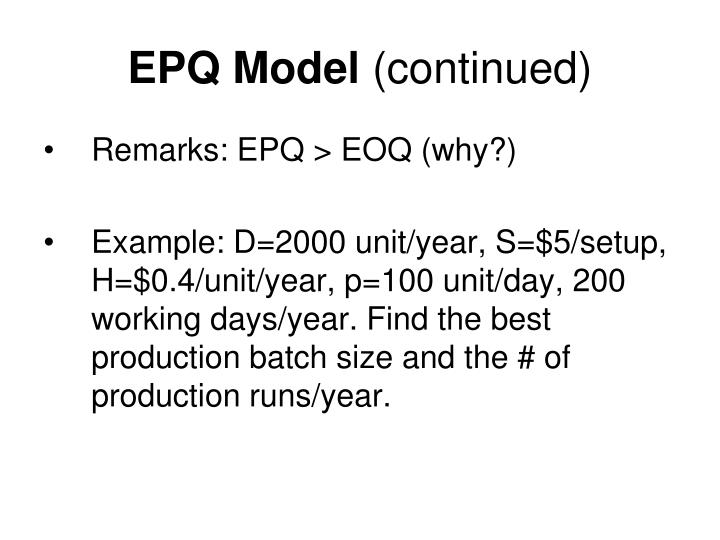 EPQ Model (continued)
• Remarks: EPQ > EOQ (why?)
• Example: D=2000 unit/year, S=$5/setup,
H=$0.4/unit/year, p=100 unit/day, 200
working days/year. Find the best
production batch size and the # of
production runs/year.